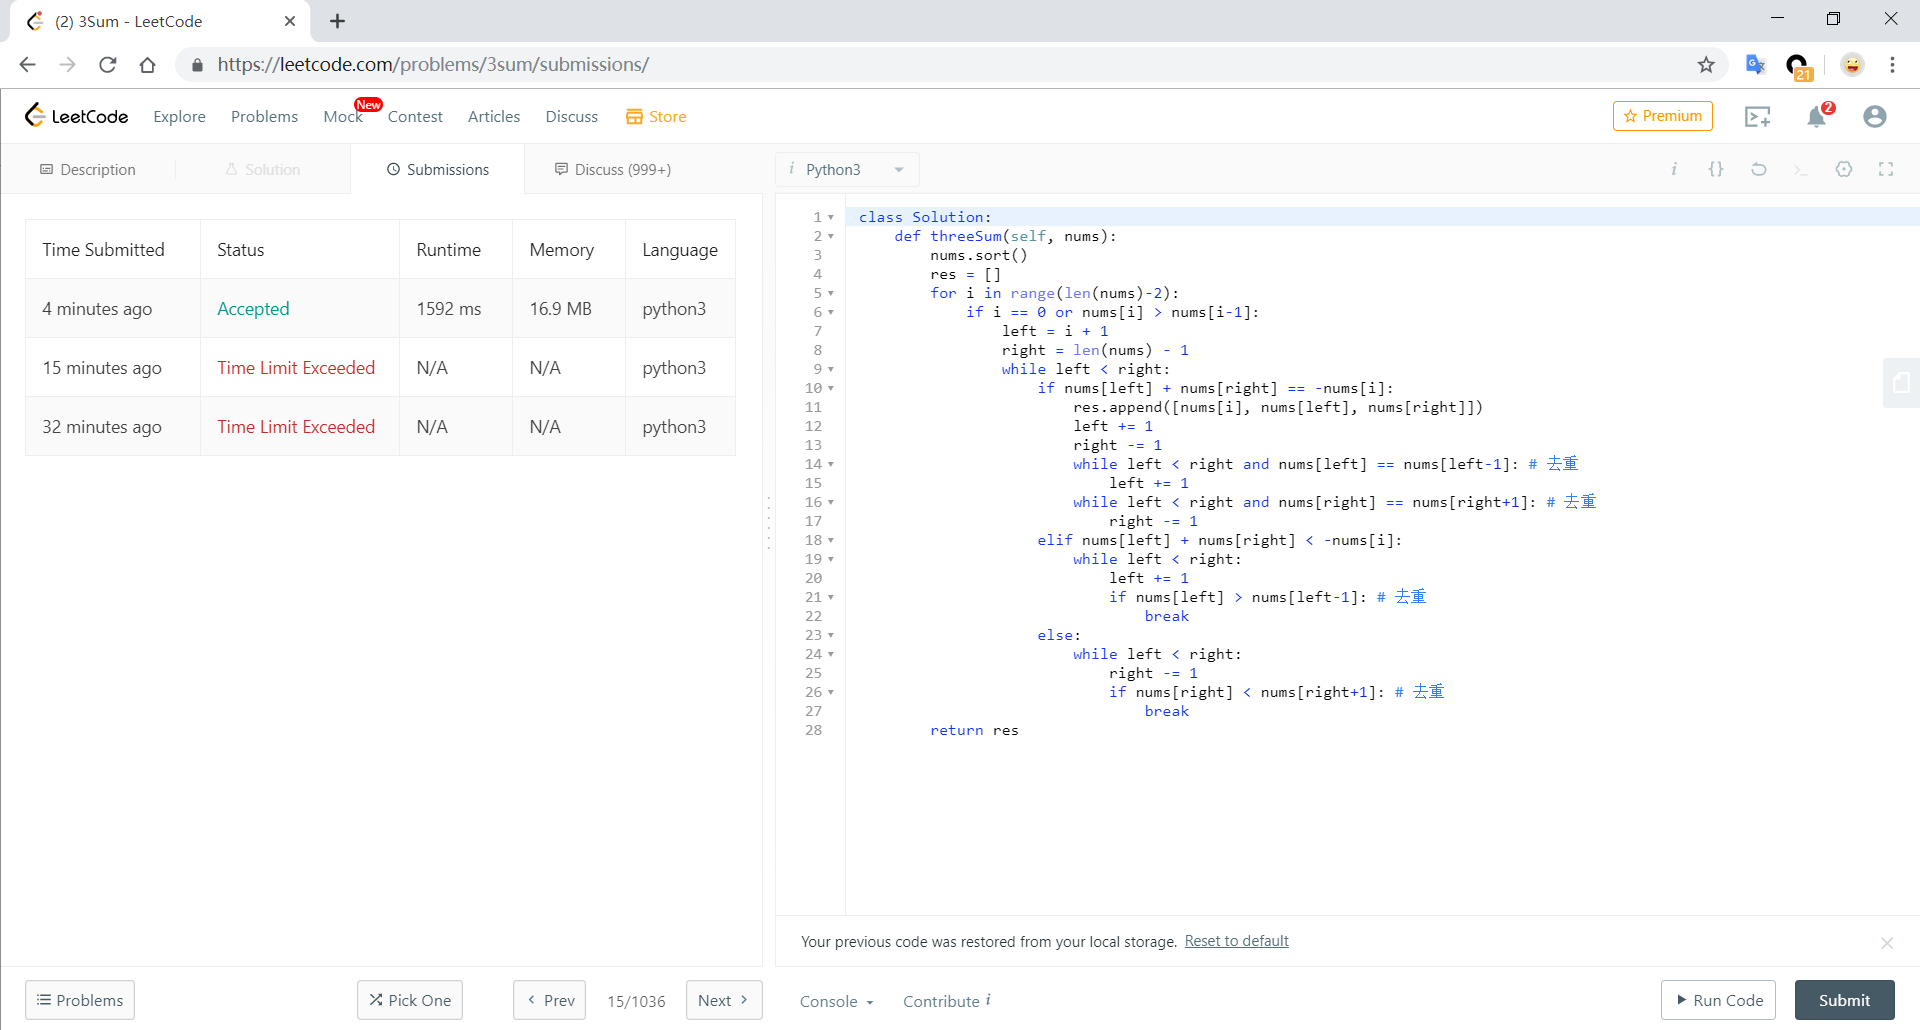 (2) 3Sum - LeetCode
https://leetcode.com/problems/3sum/submissions/
21
LeetCode Explore Problems Mock New Contest Articles Discuss Store Premium 2
Description Solution Submissions Discuss (999+) i Python3 i {}
Time Submitted Status Runtime Memory Language
4 minutes ago Accepted 1592 ms 16.9 MB python3
15 minutes ago Time Limit Exceeded N/A N/A python3
32 minutes ago Time Limit Exceeded N/A N/A python3
1 class Solution:
2     def threeSum(self, nums):
3         nums.sort()
4         res = []
5         for i in range(len(nums)-2):
6             if i == 0 or nums[i] > nums[i-1]:
7                 left = i + 1
8                 right = len(nums) - 1
9                 while left < right:
10                     if nums[left] + nums[right] == -nums[i]:
11                         res.append([nums[i], nums[left], nums[right]])
12                         left += 1
13                         right -= 1
14                         while left < right and nums[left] == nums[left-1]: # 去重
15                             left += 1
16                         while left < right and nums[right] == nums[right+1]: # 去重
17                             right -= 1
18                     elif nums[left] + nums[right] < -nums[i]:
19                         while left < right:
20                             left += 1
21                             if nums[left] > nums[left-1]: # 去重
22                                 break
23                     else:
24                         while left < right:
25                             right -= 1
26                             if nums[right] < nums[right+1]: # 去重
27                                 break
28         return res
Your previous code was restored from your local storage. Reset to default
Problems Pick One Prev 15/1036 Next Console Contribute i Run Code Submit